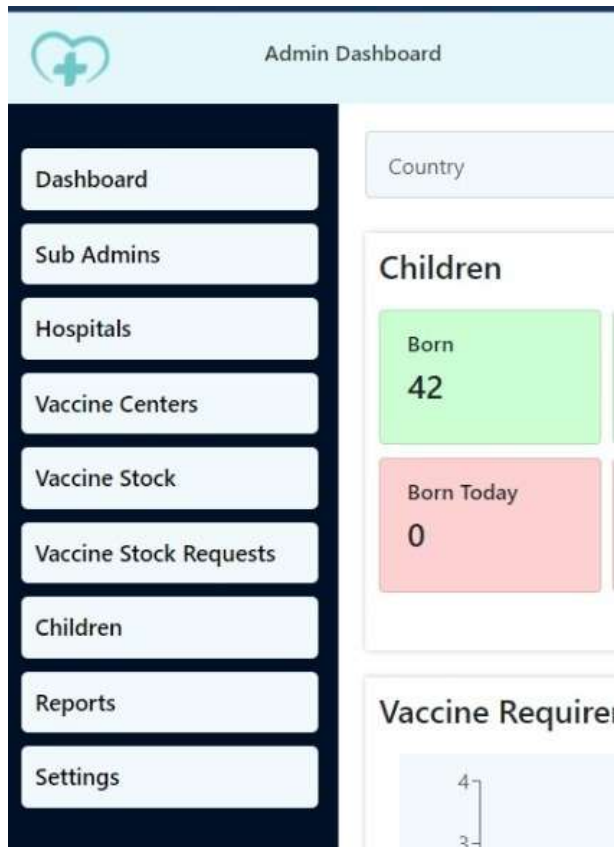 Admin Dashboard
Dashboard
Sub Admins
Hospitals
Vaccine Centers
Vaccine Stock
Vaccine Stock Requests
Children
Reports
Settings
Country
Children
Born
42
Born Today
0
Vaccine
4
3